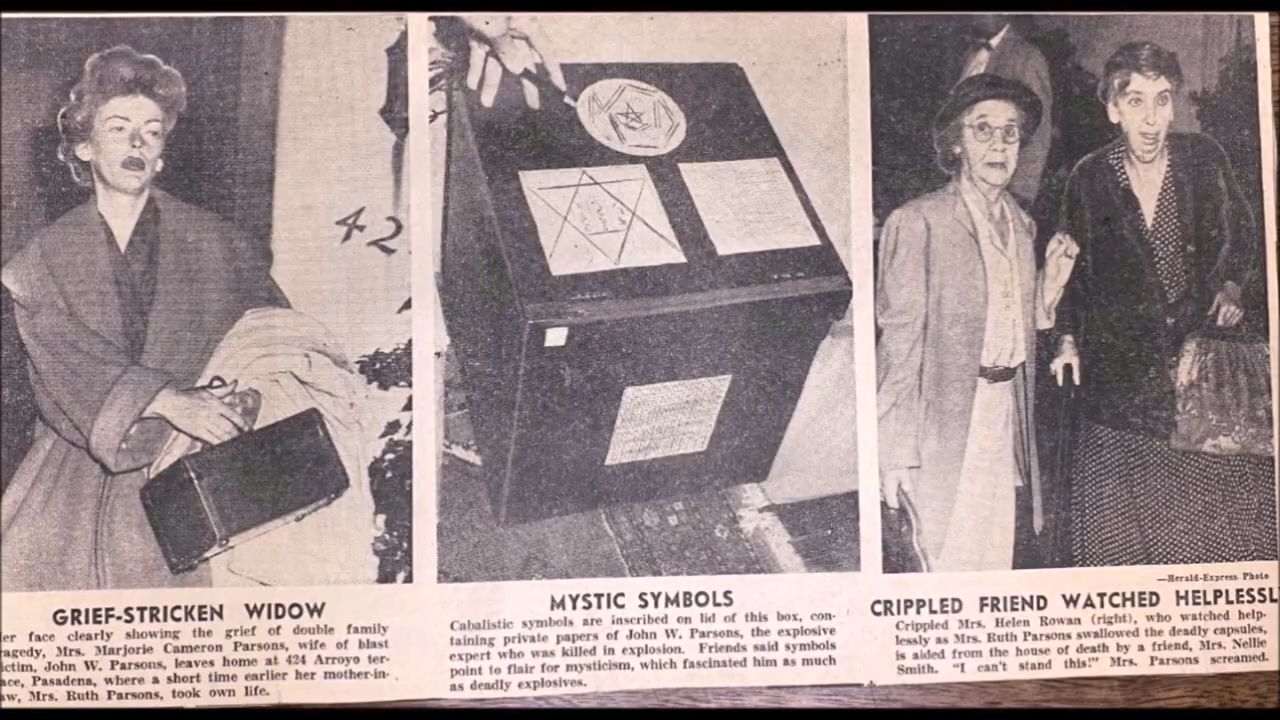 42
GRIEF-STRICKEN WIDOW
er face clearly showing the grief of double family
ragedy, Mrs. Marjorie Cameron Parsons, wife of blast
ictim, John W. Parsons, leaves home at 424 Arroyo ter-
ace, Pasadena, where a short time earlier her mother-in-
aw, Mrs. Ruth Parsons, took own life.
MYSTIC SYMBOLS
Cabalistic symbols are inscribed on lid of this box, con-
taining private papers of John W. Parsons, the explosive
expert who was killed in explosion. Friends said symbols
point to flair for mysticism, which fascinated him as much
as deadly explosives.
—Herald-Express Photo
CRIPPLED FRIEND WATCHED HELPLESSL
Crippled Mrs. Helen Rowan (right), who watched help-
lessly as Mrs. Ruth Parsons swallowed the deadly capsules,
is aided from the house of death by a friend, Mrs. Nellie
Smith. "I can't stand this!" Mrs. Parsons screamed.